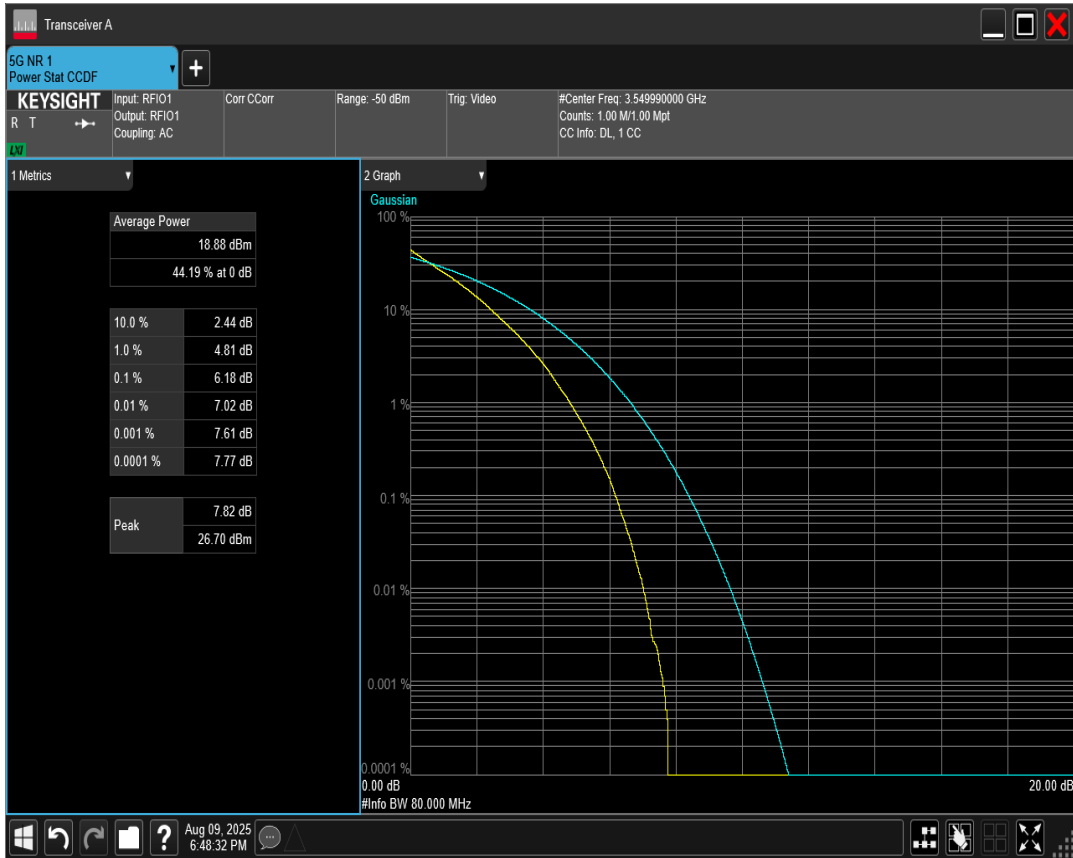 Transceiver A
5G NR 1
Power Stat CCDF
KEYSIGHT
R T
LXI
Input: RFIO1
Output: RFIO1
Coupling: AC
Corr CCorr
Range: -50 dBm
Trig: Video
#Center Freq: 3.549990000 GHz
Counts: 1.00 M/1.00 Mpt
CC Info: DL, 1 CC
1 Metrics
Average Power
18.88 dBm
44.19 % at 0 dB
10.0 % 2.44 dB
1.0 % 4.81 dB
0.1 % 6.18 dB
0.01 % 7.02 dB
0.001 % 7.61 dB
0.0001 % 7.77 dB
Peak 7.82 dB
26.70 dBm
2 Graph
Gaussian
100 %
10 %
1 %
0.1 %
0.01 %
0.001 %
0.0001 %
0.00 dB 20.00 dB
#Info BW 80.000 MHz
Aug 09, 2025
6:48:32 PM